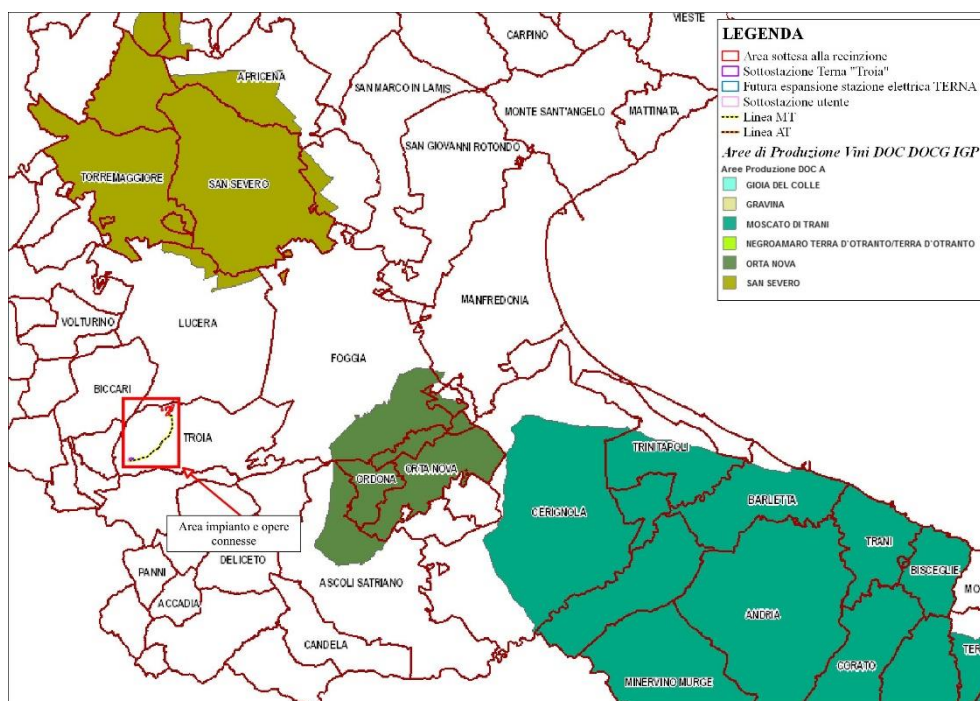 VIESTE
CARPINO
APRICENA
SAN MARCO IN LAMIS
MONTE SANT'ANGELO
MATTINATA
SAN GIOVANNI ROTONDO
TORREMAGGIORE
SAN SEVERO
MANFREDONIA
VOLTURINO
LUCERA
FOGGIA
BICCARI
TROIA
ORDONA
ORTA NOVA
TRINITAPOLI
CERIGNOLA
BARLETTA
TRANI
BISCEGLIE
MO
Area impianto e opere
connesse
DELICETO
PANNI
ASCOLI SATRIANO
ACCADIA
ANDRIA
CANDELA
CORATO
TER
MINERVINO MURGE
LEGENDA
Area sottesa alla recinzione
Sottostazione Terna "Troia"
Futura espansione stazione elettrica TERNA
Sottostazione utente
Linea MT
Linea AT
Aree di Produzione Vini DOC DOCG IGP
Aree Produzione DOC A
GIOIA DEL COLLE
GRAVINA
MOSCATO DI TRANI
NEGROAMARO TERRA D'OTRANTO/TERRA D'OTRANTO
ORTA NOVA
SAN SEVERO